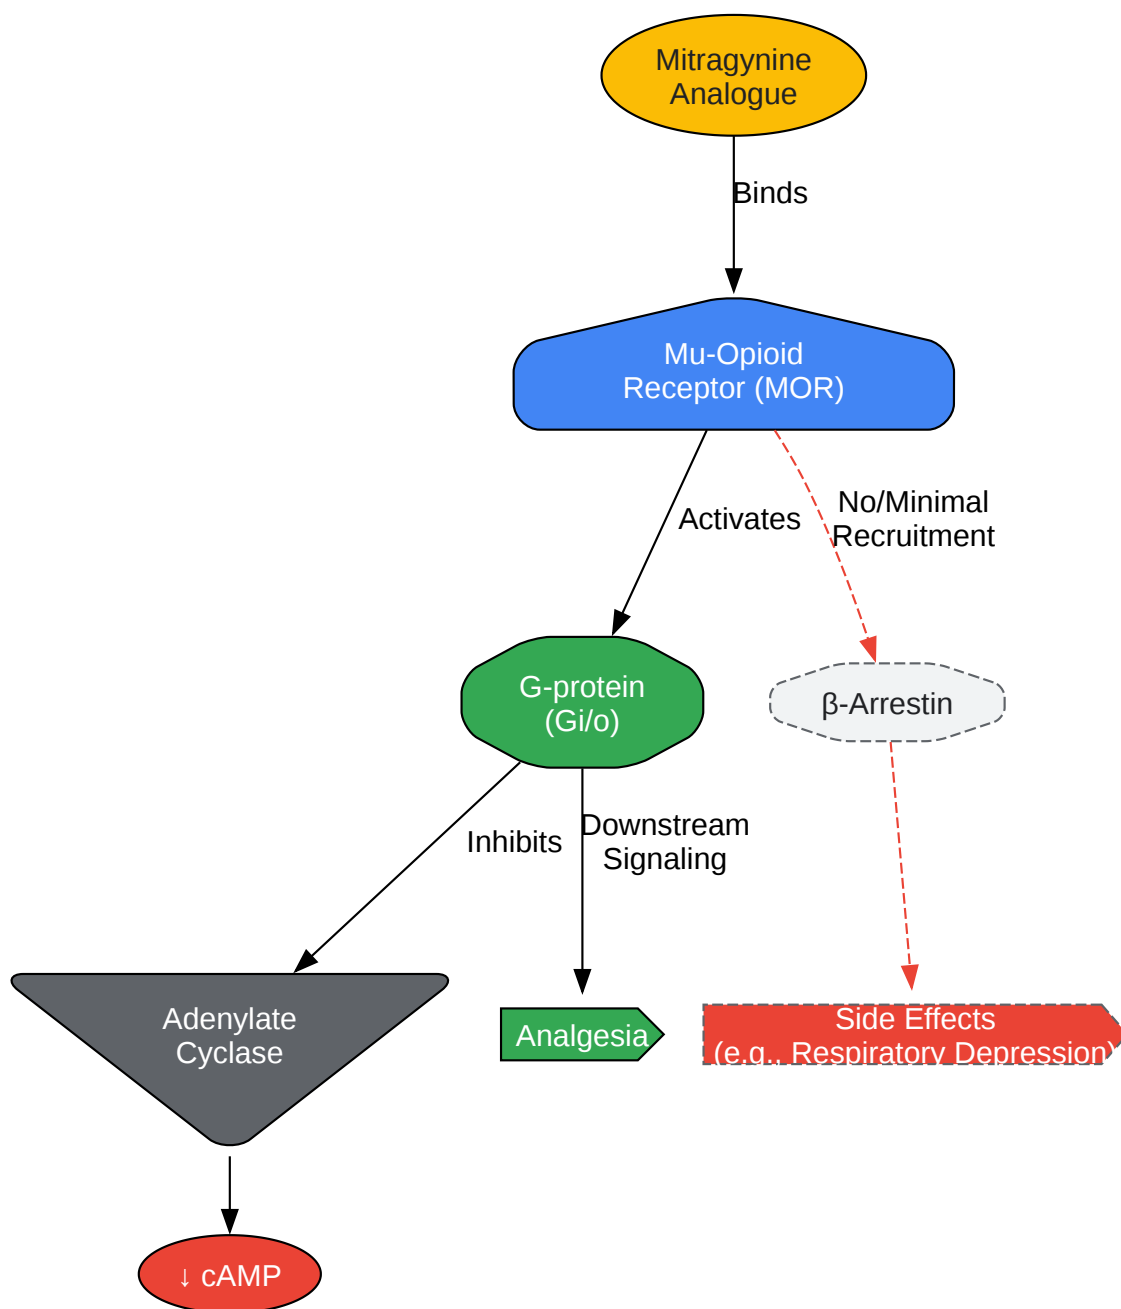 Mitragynine
Analogue
Binds
Mu-Opioid
Receptor (MOR)
Activates
No/Minimal
Recruitment
G-protein
(Gi/o)
β-Arrestin
Inhibits
Downstream
Signaling
Adenylate
Cyclase
Analgesia
Side Effects
(e.g., Respiratory Depression)
↓ cAMP